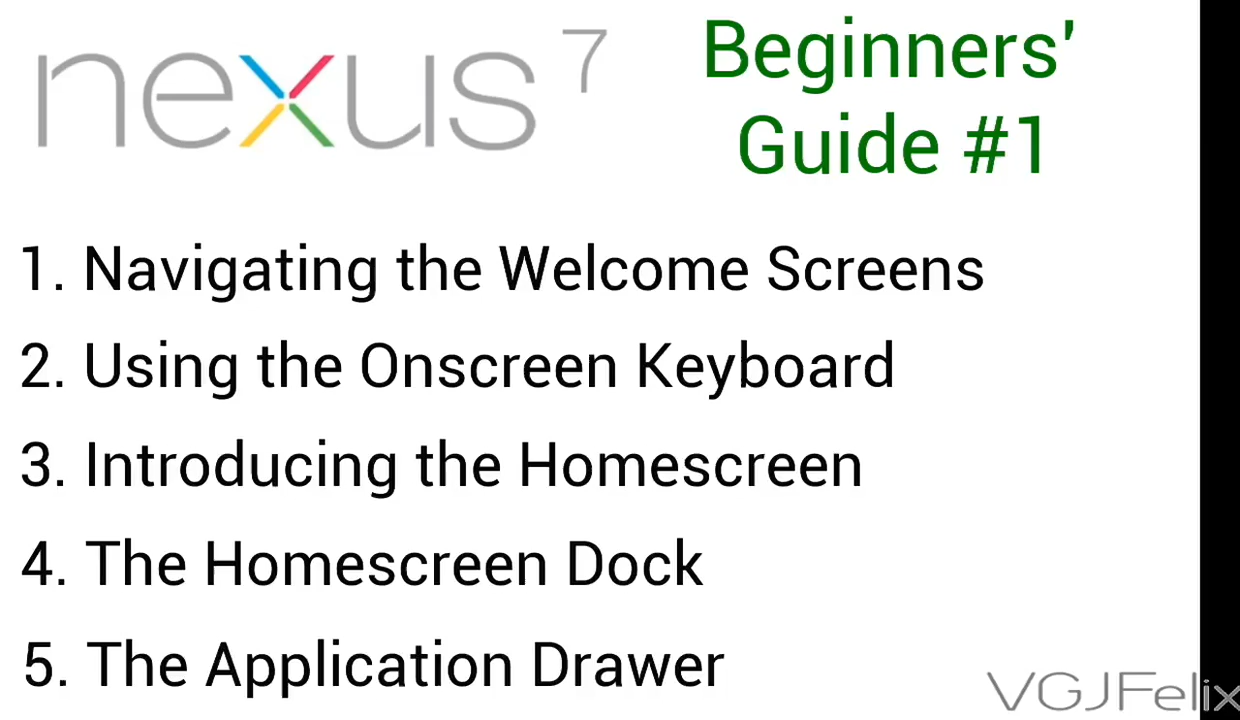 nexus 7
Beginners'
Guide #1
1. Navigating the Welcome Screens
2. Using the Onscreen Keyboard
3. Introducing the Homescreen
4. The Homescreen Dock
5. The Application Drawer
VGJFelix